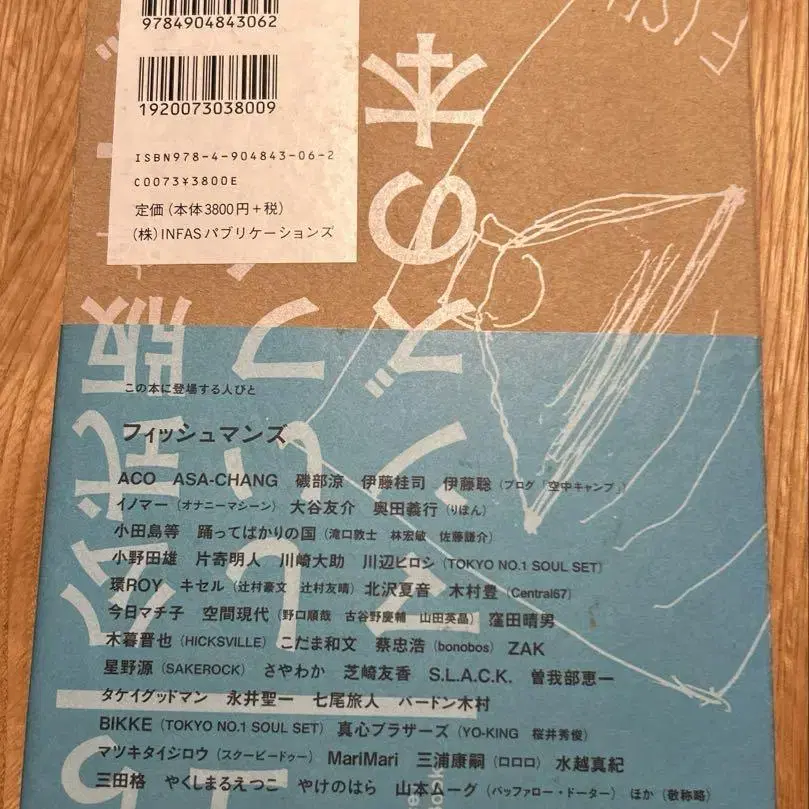 9784904843062
1920073038009
ISBN978-4-904843-06-2
C0073¥3800E
定価(本体3800円+税)
(株)INFASパブリケーションズ
この本に登場する人びと
フィッシュマンズ
ACO ASA-CHANG 磯部涼 伊藤桂司 伊藤聡(ブログ「空中キャンプ」)
イノマー(オナニーマシーン) 大谷友介 奥田義行(りぼん)
小田島等 踊ってばかりの国(滝口敦士 林宏敏 佐藤謙介)
小野田雄 片寄明人 川崎大助 川辺ヒロシ(TOKYO NO.1 SOUL SET)
環ROY キセル(辻村豪文 辻村友晴) 北沢夏音 木村豊(Central67)
今日マチ子 空間現代(野口順哉 古谷野慶輔 山田英晶) 窪田晴男
木暮晋也(HICKSVILLE) こだま和文 蔡忠浩(bonobos) ZAK
星野源(SAKEROCK) さやわか 芝崎友香 S.L.A.C.K. 曽我部恵一
タケイグッドマン 永井聖一 七尾旅人 バードン木村
BIKKE(TOKYO NO.1 SOUL SET) 真心ブラザーズ(YO-KING 桜井秀俊)
マツキタイジロウ(スクービードゥー) MariMari 三浦康嗣(口ロロ) 水越真紀
三田格 やくしまるえつこ やけのはら 山本ムーグ(バッファロー・ドーター) ほか(敬称略)